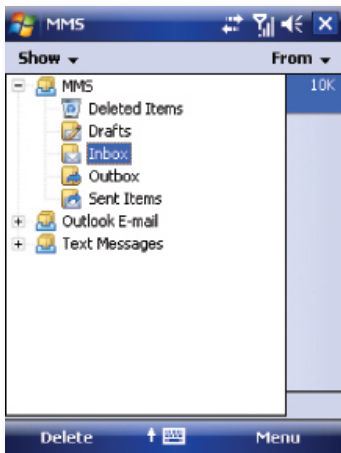 MMS
Show From
MMS 10K
Deleted Items
Drafts
Inbox
Outbox
Sent Items
Outlook E-mail
Text Messages
Delete Menu